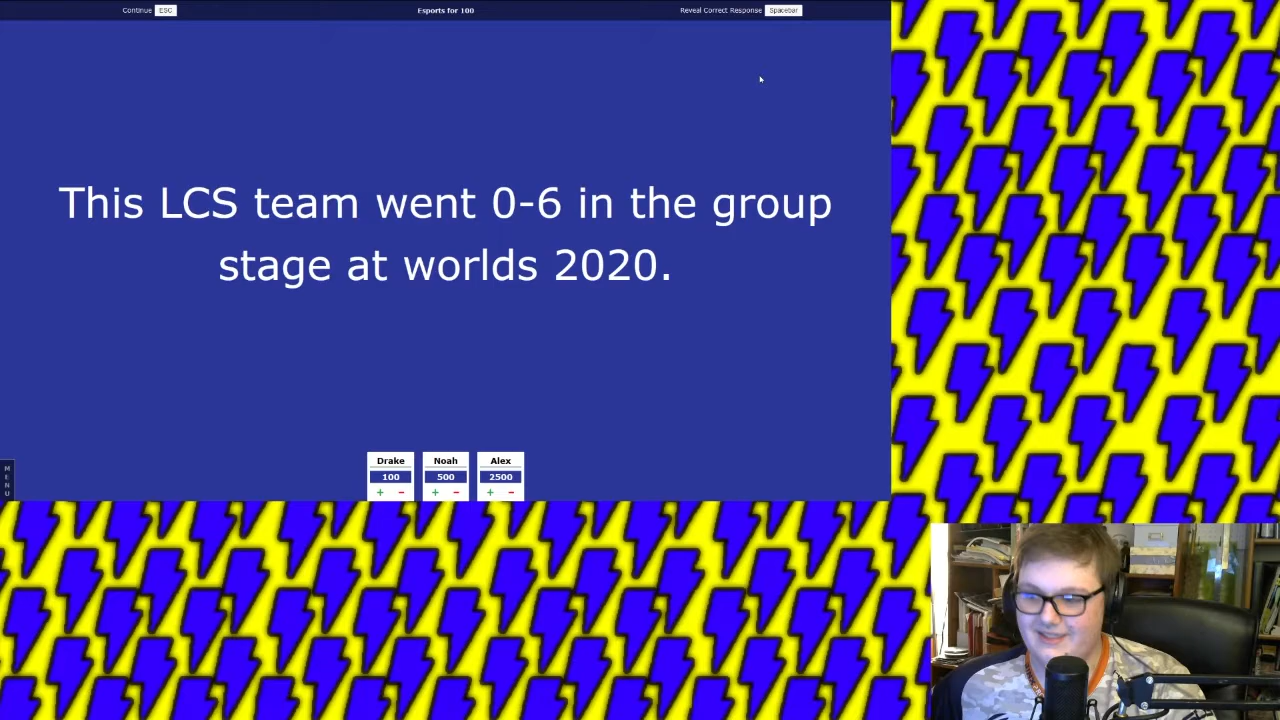 Continue ESC Esports for 100 Reveal Correct Response Spacebar
This LCS team went 0-6 in the group
stage at worlds 2020.
MENU
Drake Noah Alex
100 500 2500
+ − + − + −